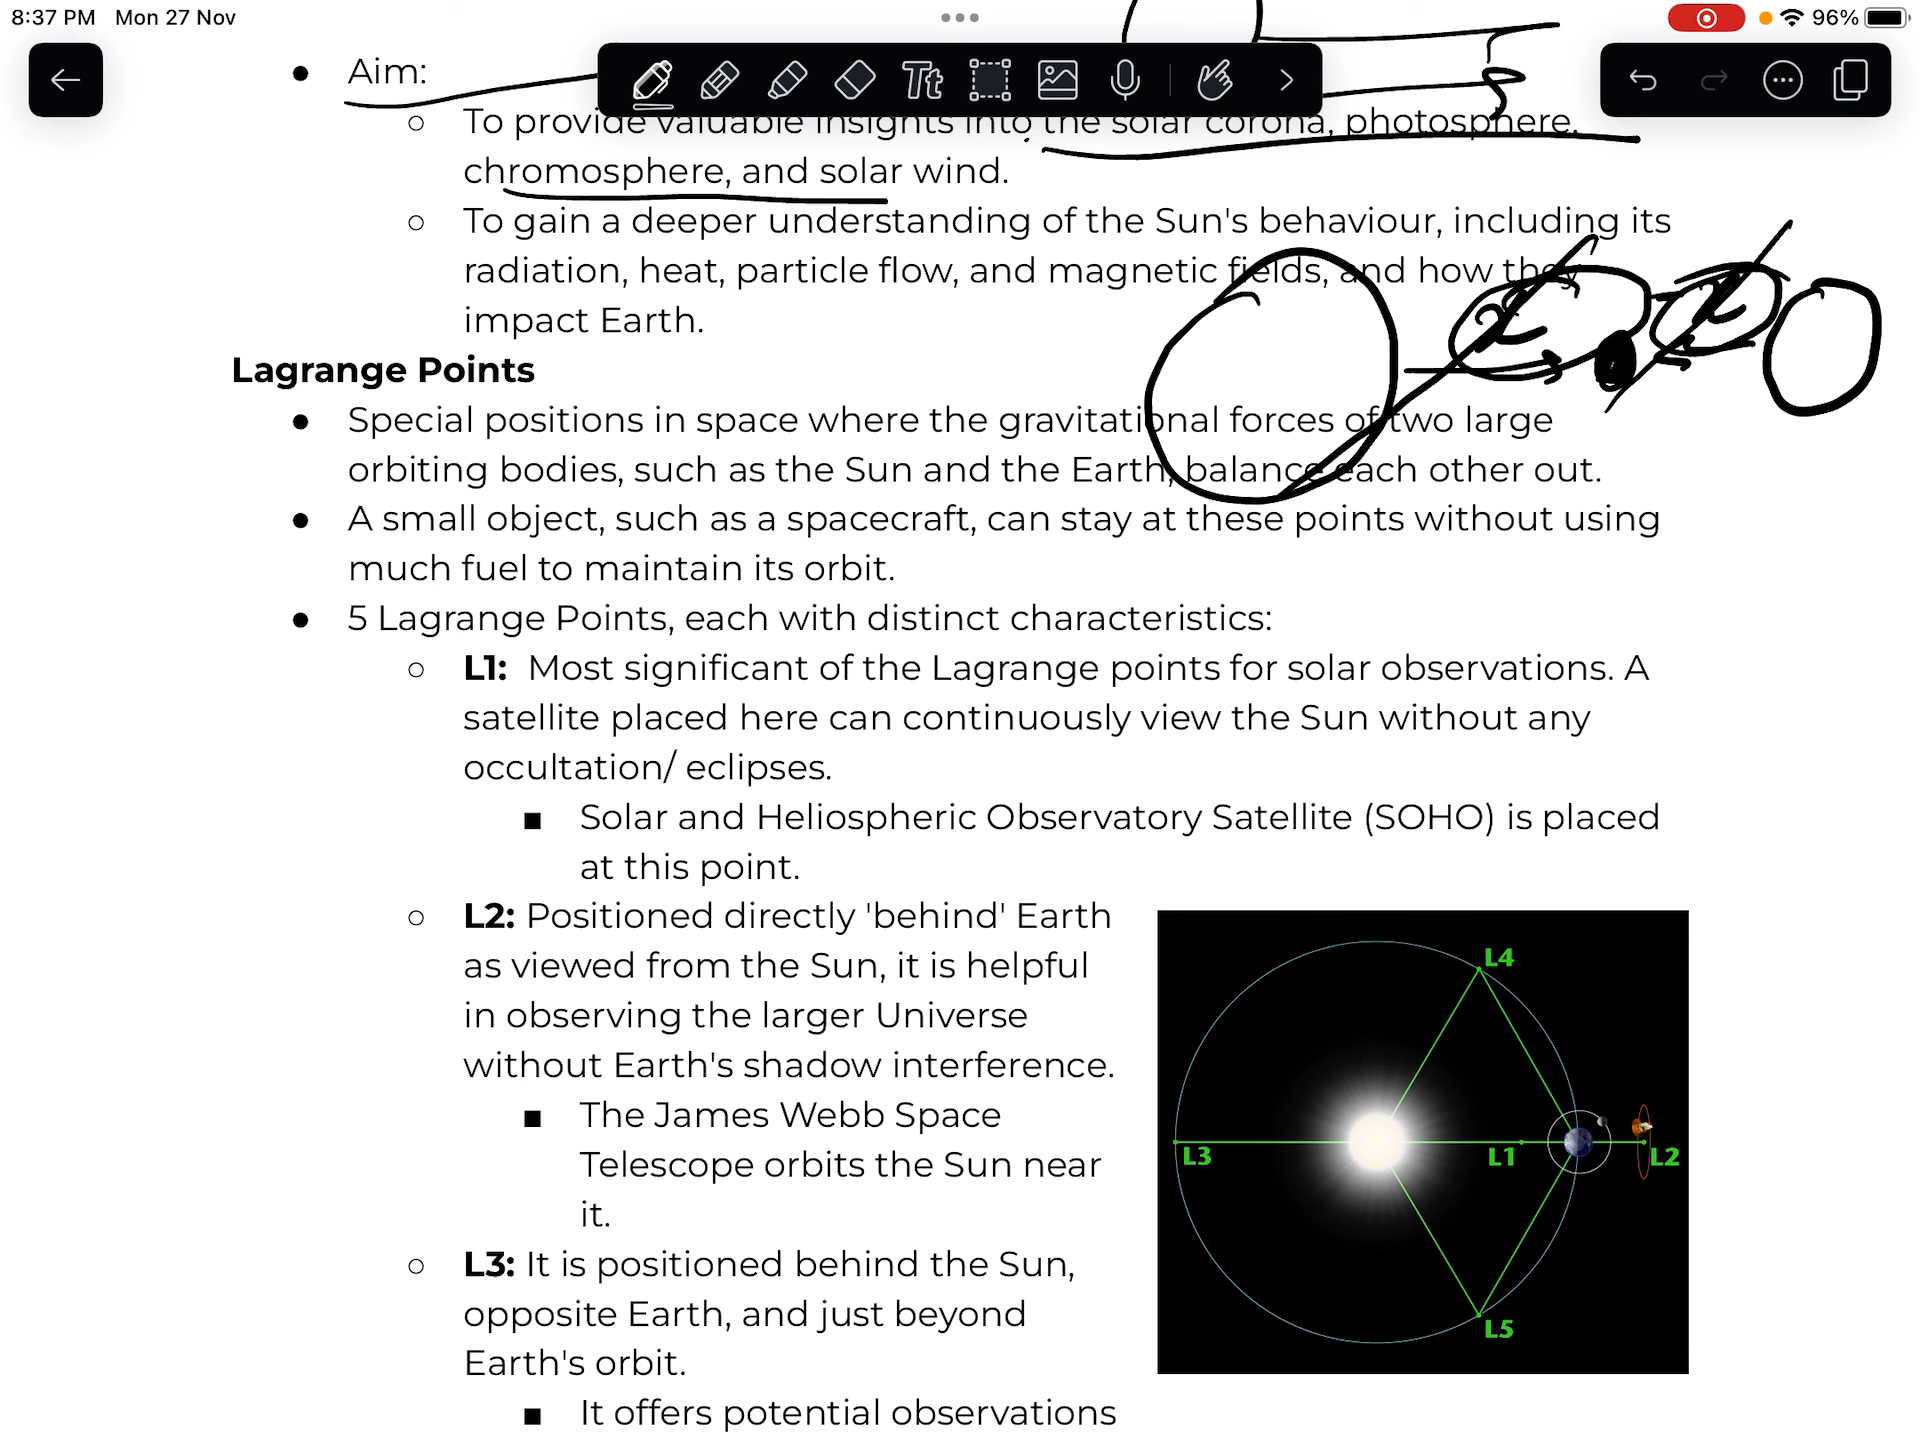 8:37 PM Mon 27 Nov
96%
Tt
• Aim:
○ To provide valuable insights into the solar corona, photosphere,
chromosphere, and solar wind.
○ To gain a deeper understanding of the Sun's behaviour, including its
radiation, heat, particle flow, and magnetic fields, and how they
impact Earth.
Lagrange Points
• Special positions in space where the gravitational forces of two large
orbiting bodies, such as the Sun and the Earth, balance each other out.
• A small object, such as a spacecraft, can stay at these points without using
much fuel to maintain its orbit.
• 5 Lagrange Points, each with distinct characteristics:
○ L1: Most significant of the Lagrange points for solar observations. A
satellite placed here can continuously view the Sun without any
occultation/ eclipses.
■ Solar and Heliospheric Observatory Satellite (SOHO) is placed
at this point.
○ L2: Positioned directly 'behind' Earth
as viewed from the Sun, it is helpful
in observing the larger Universe
without Earth's shadow interference.
■ The James Webb Space
Telescope orbits the Sun near
it.
○ L3: It is positioned behind the Sun,
opposite Earth, and just beyond
Earth's orbit.
■ It offers potential observations
L4
L3
L1
L2
L5